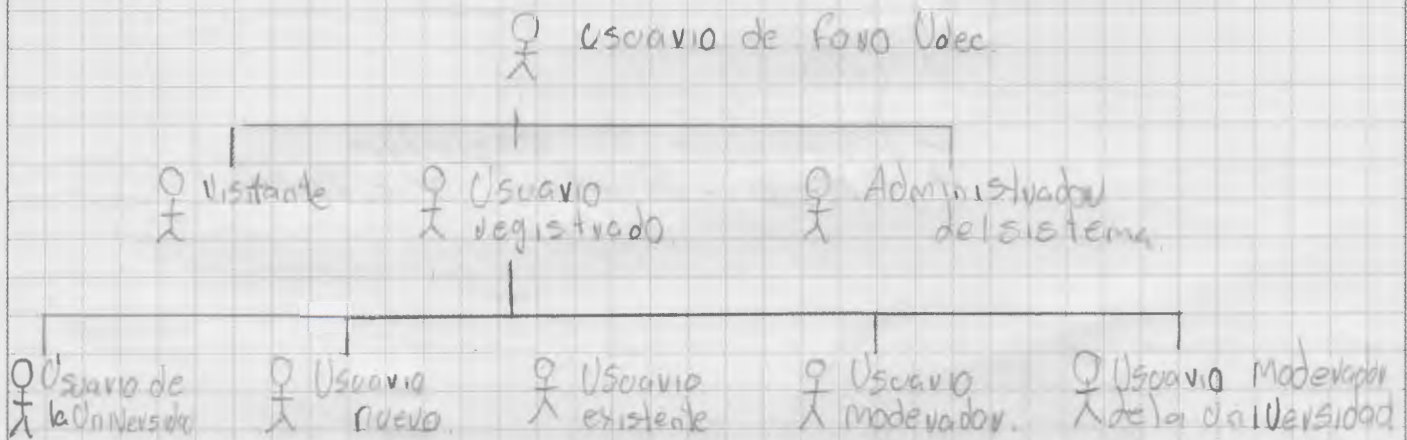 Usuario de foro Udec.
Visitante
Usuario
registrado.
Administrador
del sistema.
Usuario de
la Universidad
Usuario
nuevo.
Usuario
existente
Usuario
moderador.
Usuario Moderador
de la Universidad